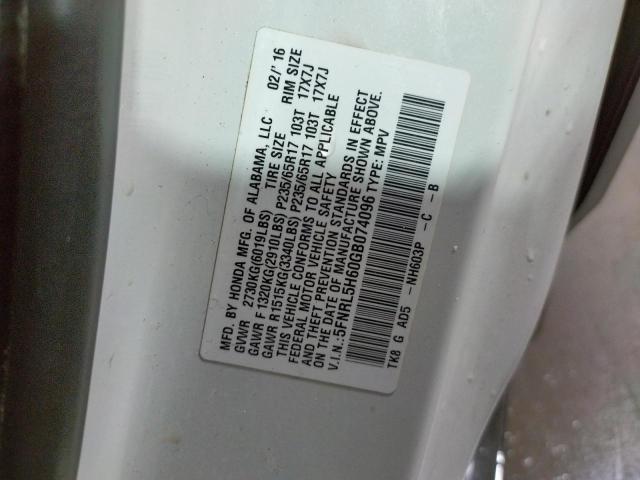 MFD. BY HONDA MFG. OF ALABAMA, LLC 02/'16
GVWR 2730KG(6019LBS) TIRE SIZE RIM SIZE
GAWR F 1320KG(2910LBS) P235/65R17 103T 17X7J
GAWR R1515KG(3340LBS) P235/65R17 103T 17X7J
THIS VEHICLE CONFORMS TO ALL APPLICABLE
FEDERAL MOTOR VEHICLE SAFETY
AND THEFT PREVENTION STANDARDS IN EFFECT
ON THE DATE OF MANUFACTURE SHOWN ABOVE.
V.I.N.:5FNRL5H60GB074096 TYPE: MPV
TK8 G AD5 -NH603P -C -B